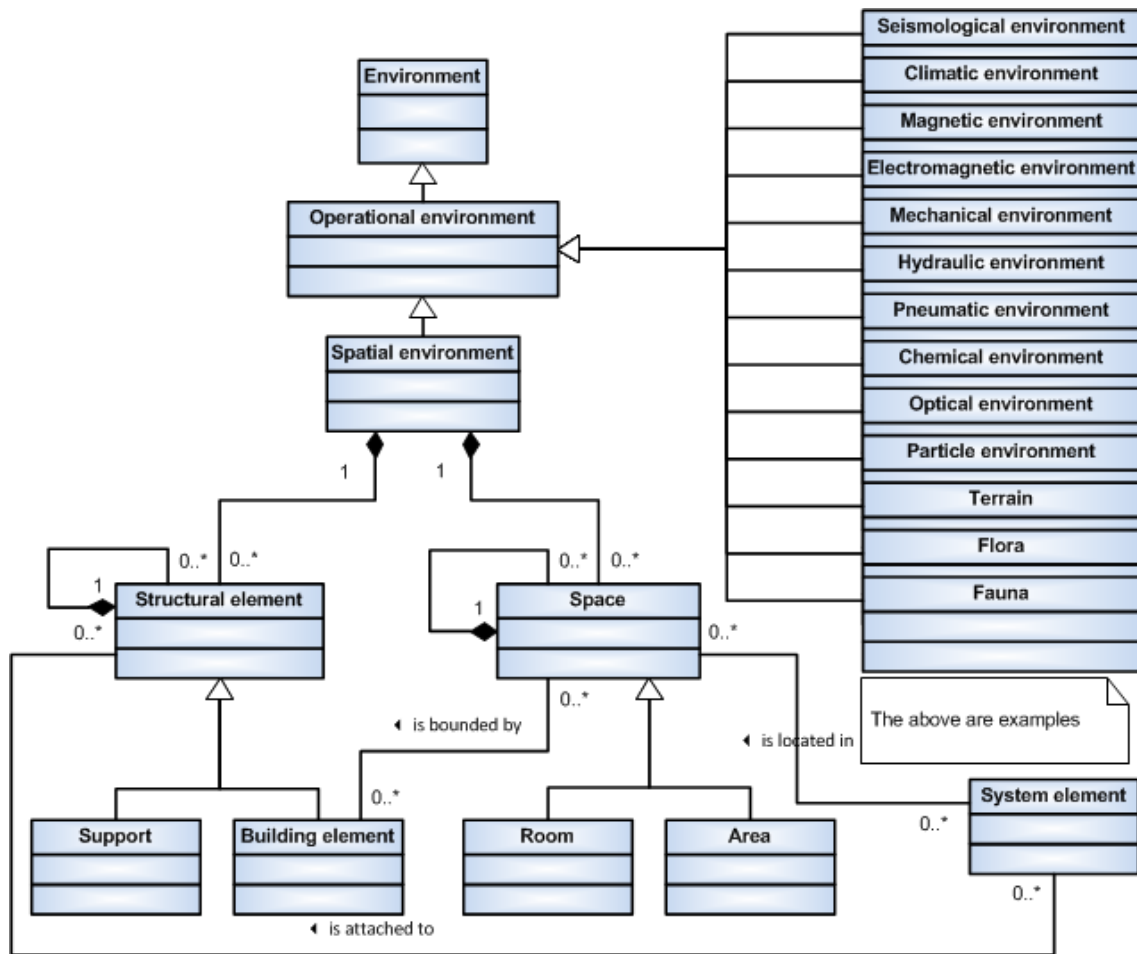 Seismological environment
Climatic environment
Magnetic environment
Electromagnetic environment
Mechanical environment
Hydraulic environment
Pneumatic environment
Chemical environment
Optical environment
Particle environment
Terrain
Flora
Fauna
The above are examples
Environment
Operational environment
Spatial environment
1
1
0..*
0..*
0..*
0..*
1
1
Structural element
Space
0..*
0..*
0..*
◄ is bounded by
◄ is located in
0..*
System element
0..*
Support
Building element
Room
Area
0..*
◄ is attached to